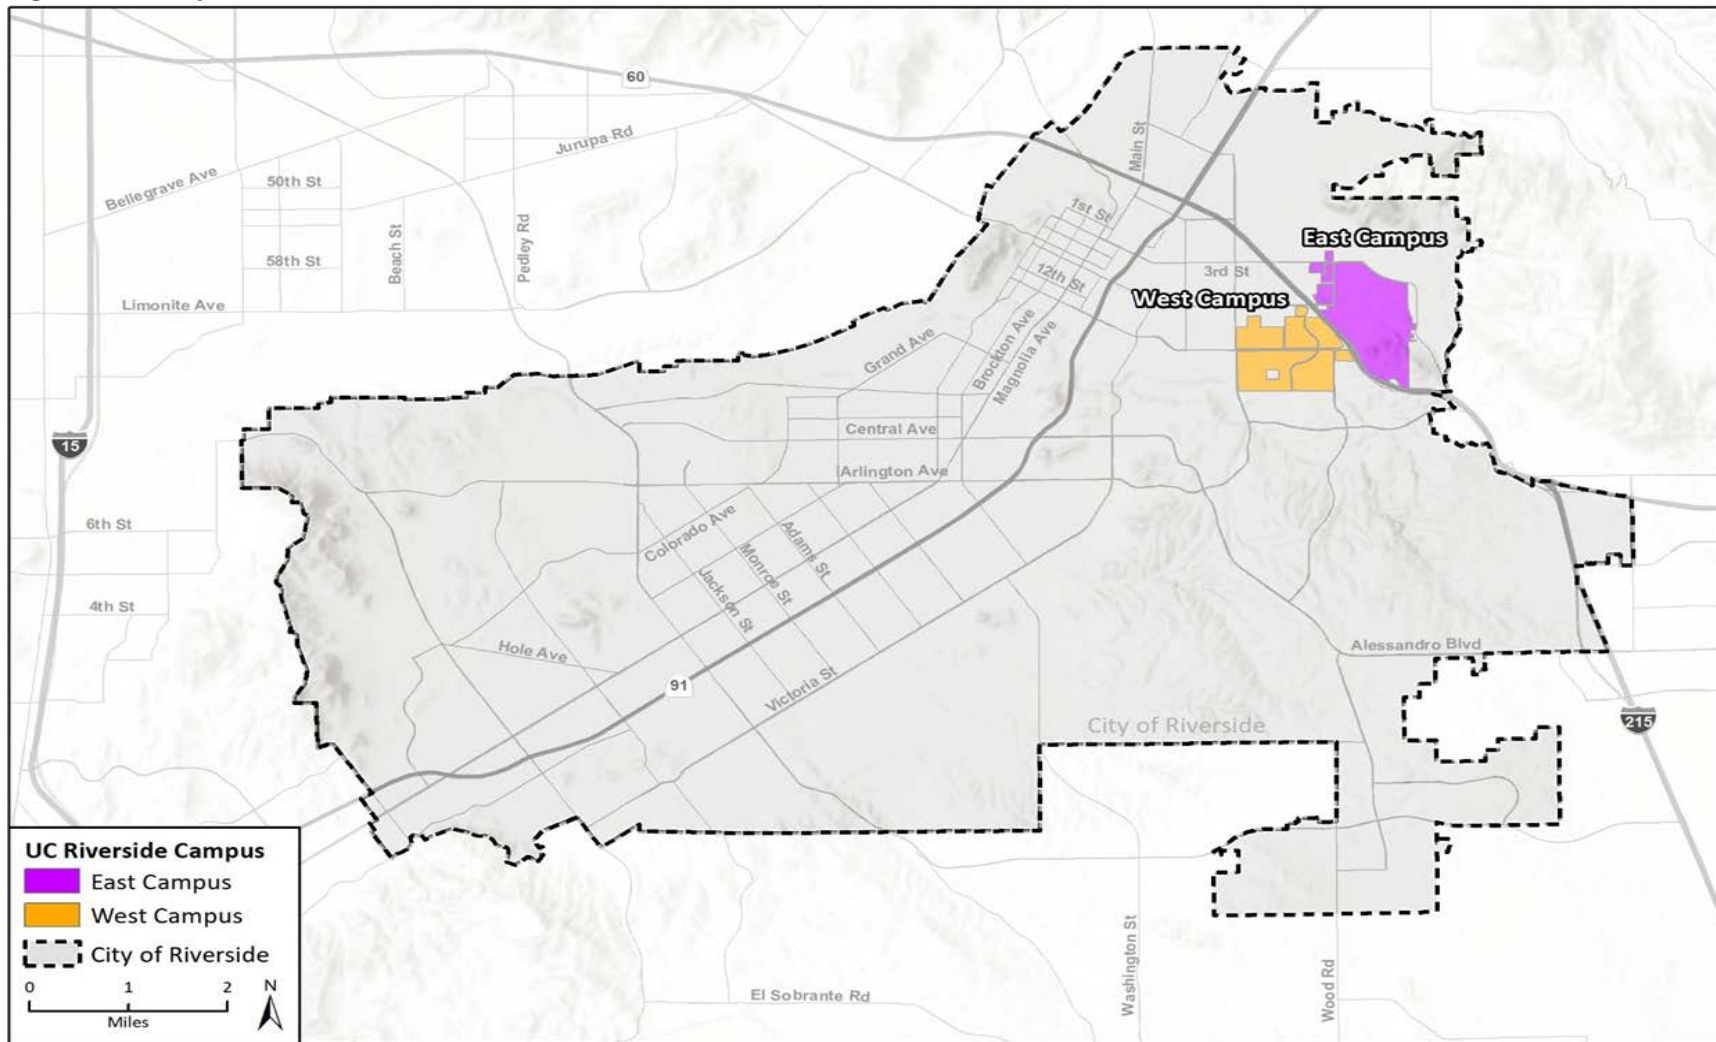 60
Main St
Jurupa Rd
Bellegrave Ave
50th St
1st St
Beach St
Pedley Rd
East Campus
58th St
12th St
3rd St
West Campus
Limonite Ave
Grand Ave
Brockton Ave
Magnolia Ave
15
Central Ave
Arlington Ave
6th St
Colorado Ave
Adams St
Monroe St
Jackson St
4th St
Hole Ave
Alessandro Blvd
91
Victoria St
City of Riverside
215
UC Riverside Campus
East Campus
West Campus
City of Riverside
0 1 2
Miles
N
El Sobrante Rd
Washington St
Wood Rd